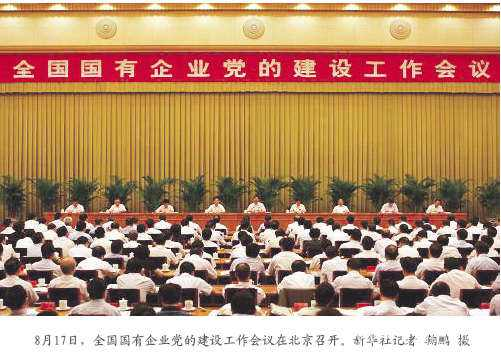 全国国有企业党的建设工作会议
8月17日，全国国有企业党的建设工作会议在北京召开。新华社记者 鞠鹏 摄